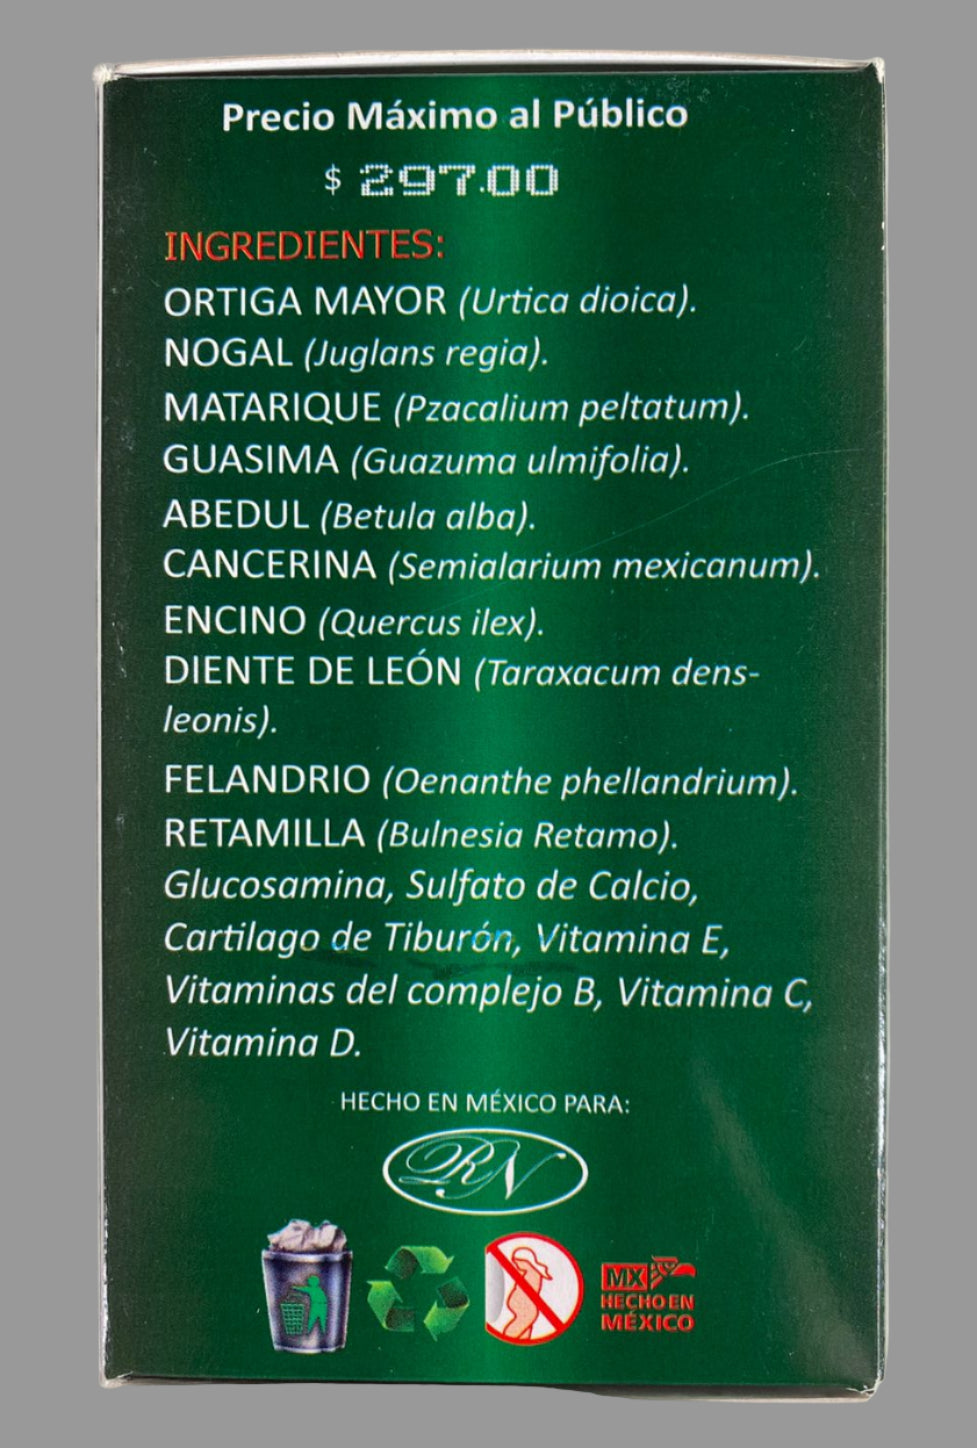 Precio Máximo al Público
$ 297.00
INGREDIENTES:
ORTIGA MAYOR (Urtica dioica).
NOGAL (Juglans regia).
MATARIQUE (Pzacalium peltatum).
GUASIMA (Guazuma ulmifolia).
ABEDUL (Betula alba).
CANCERINA (Semialarium mexicanum).
ENCINO (Quercus ilex).
DIENTE DE LEÓN (Taraxacum dens-
leonis).
FELANDRIO (Oenanthe phellandrium).
RETAMILLA (Bulnesia Retamo).
Glucosamina, Sulfato de Calcio,
Cartilago de Tiburón, Vitamina E,
Vitaminas del complejo B, Vitamina C,
Vitamina D.
HECHO EN MÉXICO PARA:
RN
MX
HECHO EN
MÉXICO